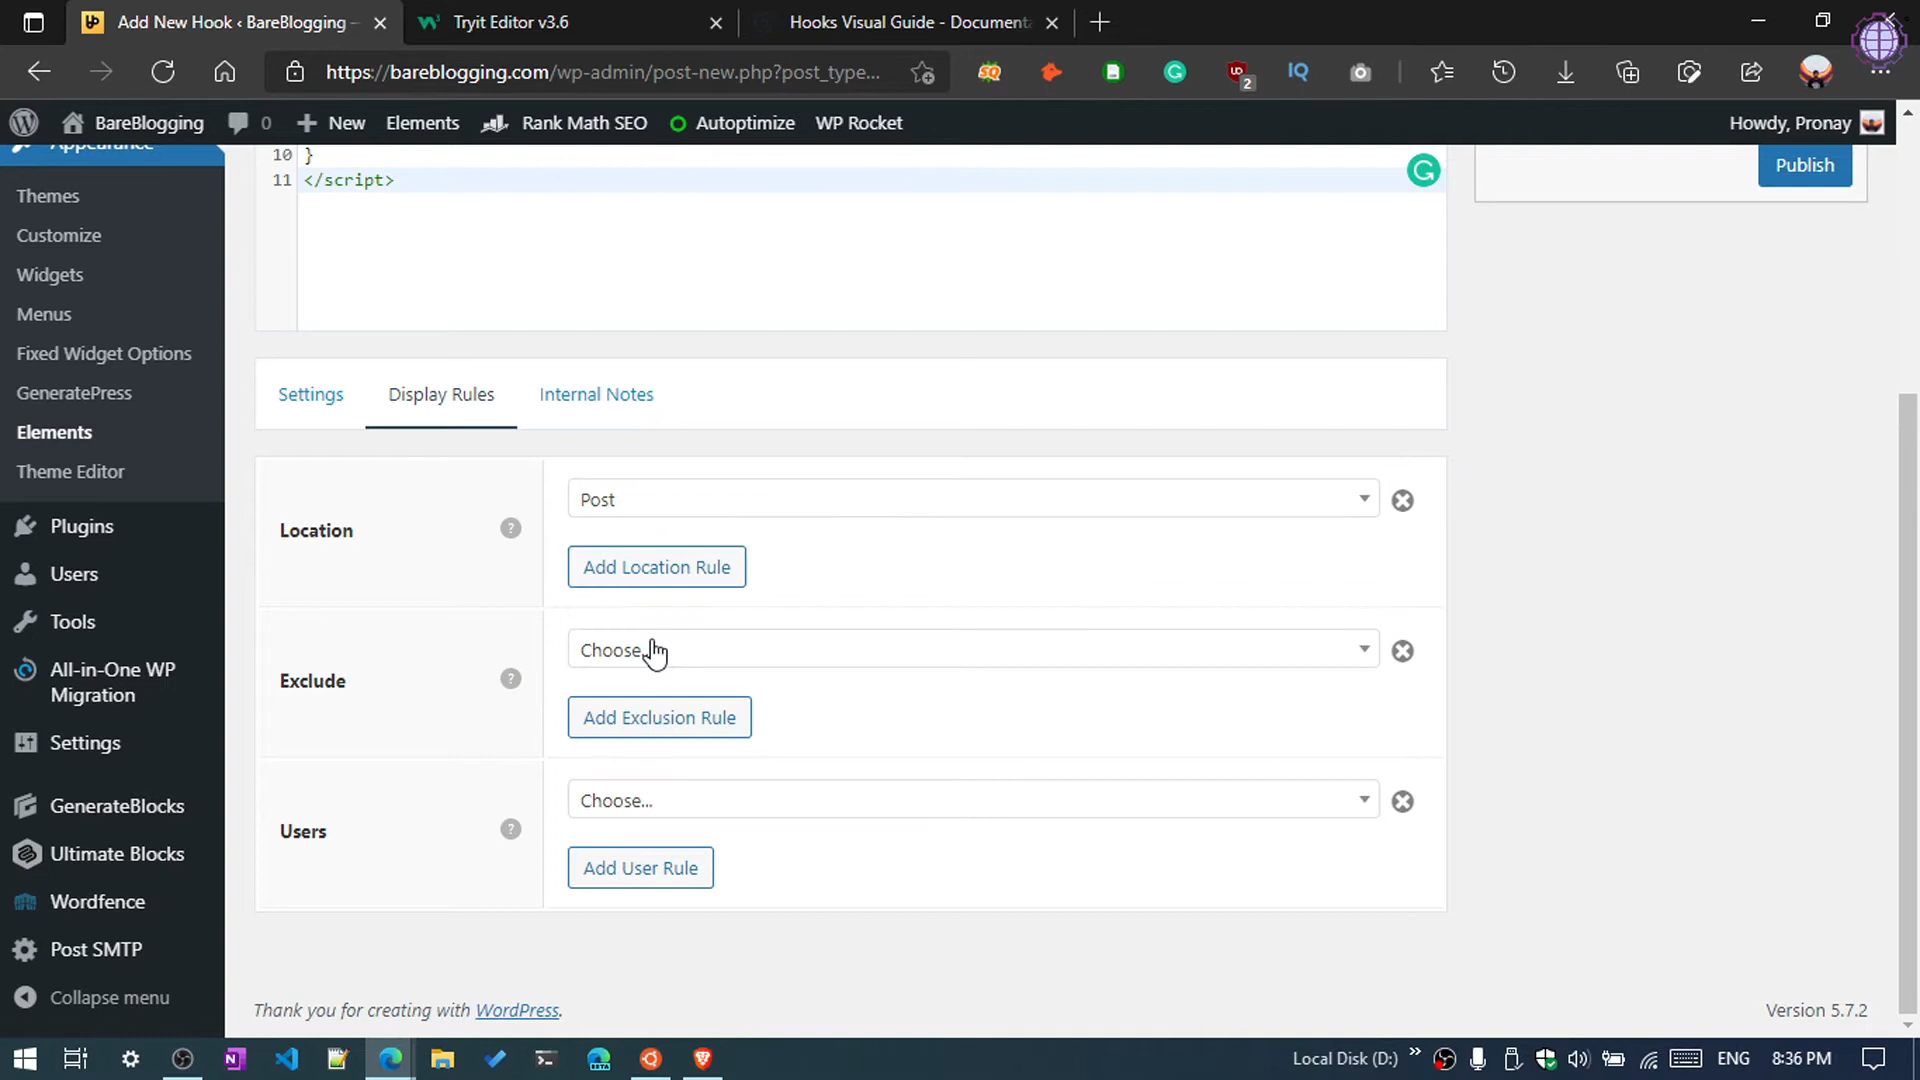 Add New Hook ‹ BareBlogging –
Tryit Editor v3.6
Hooks Visual Guide - Documenta
https://bareblogging.com/wp-admin/post-new.php?post_type...
2
IQ
BareBlogging
0
New
Elements
Rank Math SEO
Autoptimize
WP Rocket
Howdy, Pronay
Appearance
Themes
Customize
Widgets
Menus
Fixed Widget Options
GeneratePress
Elements
Theme Editor
Plugins
Users
Tools
All-in-One WP
Migration
Settings
GenerateBlocks
Ultimate Blocks
Wordfence
Post SMTP
Collapse menu
10 }
11 </script>
Publish
Settings
Display Rules
Internal Notes
Location
?
Post
Add Location Rule
Exclude
?
Choose
Add Exclusion Rule
Users
?
Choose...
Add User Rule
Thank you for creating with WordPress.
Version 5.7.2
Local Disk (D:)
ENG
8:36 PM